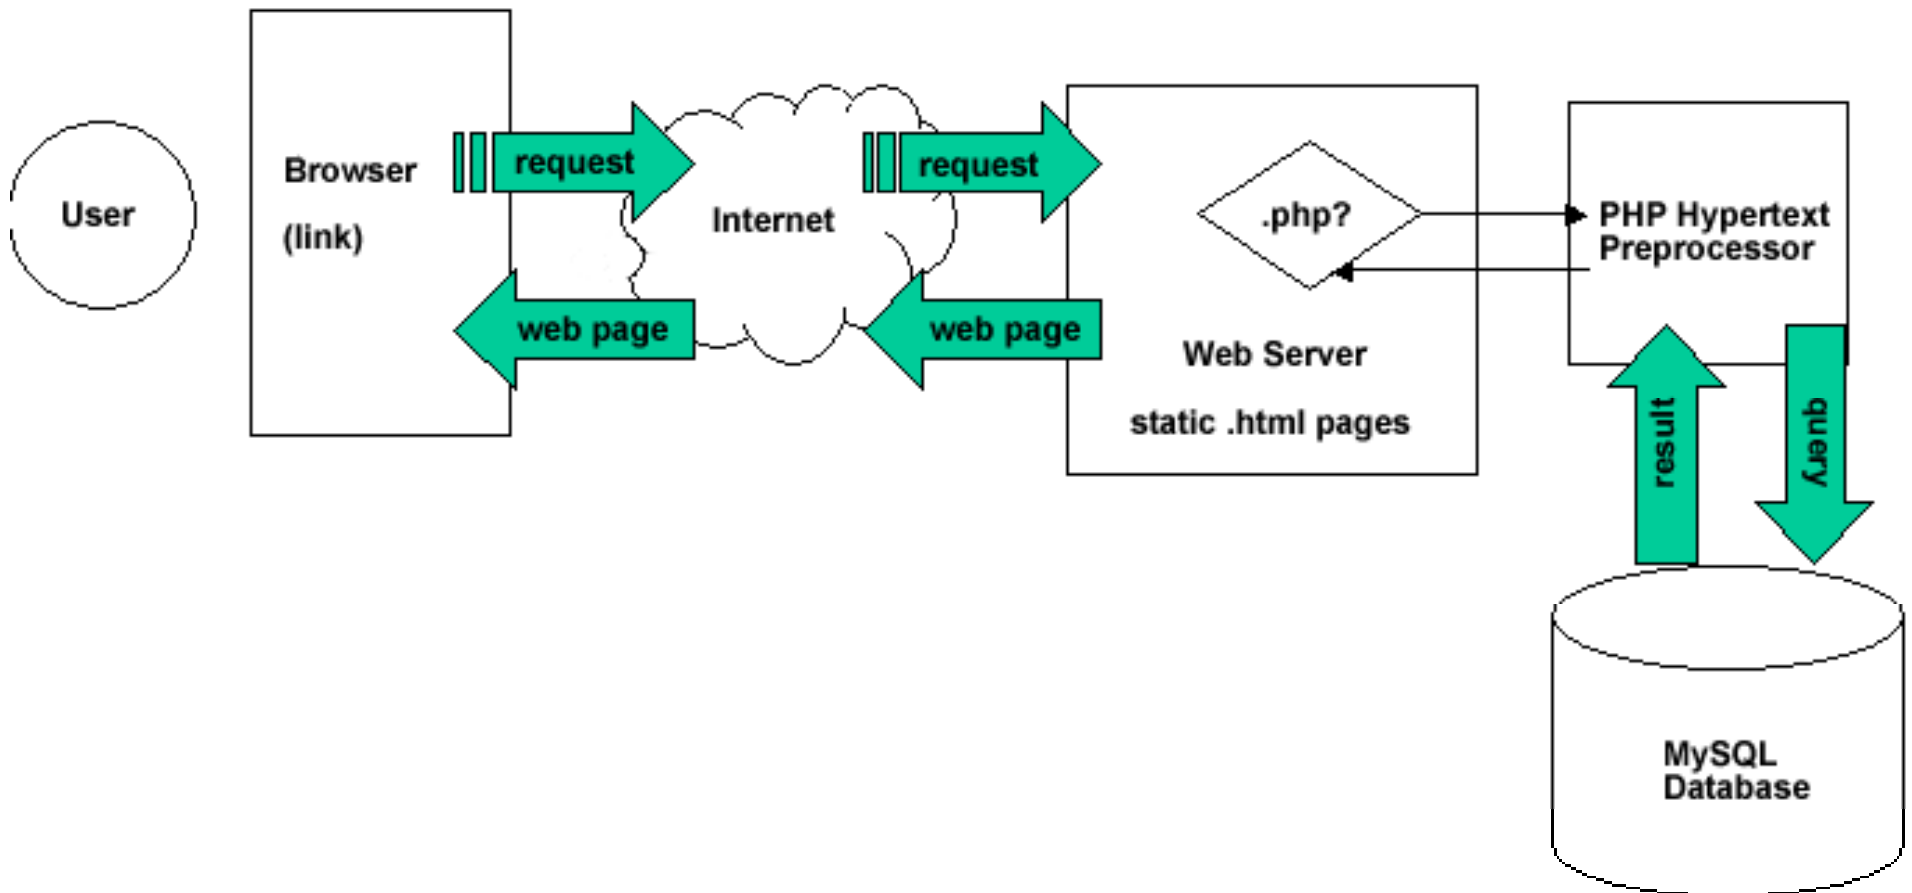 User
Browser
(link)
request
web page
Internet
request
web page
.php?
Web Server
static .html pages
PHP Hypertext
Preprocessor
result
query
MySQL
Database